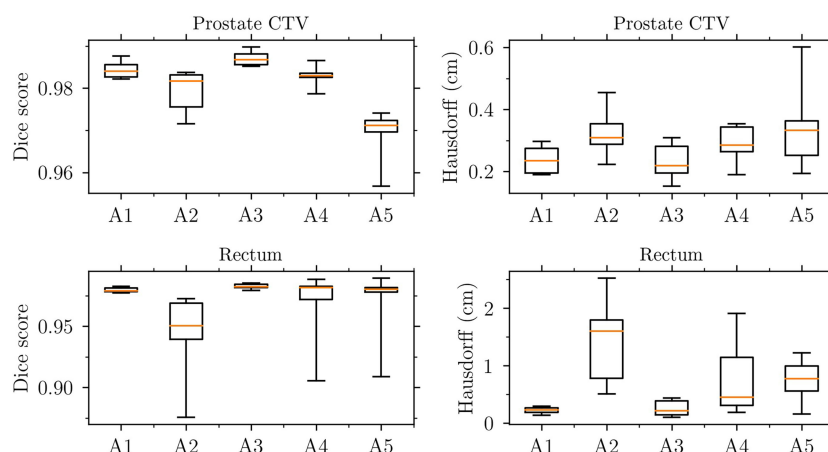 Prostate CTV
Dice score
0.98
0.96
A1 A2 A3 A4 A5
Prostate CTV
Hausdorff (cm)
0.6
0.4
0.2
A1 A2 A3 A4 A5
Rectum
Dice score
0.95
0.90
A1 A2 A3 A4 A5
Rectum
Hausdorff (cm)
2
1
0
A1 A2 A3 A4 A5